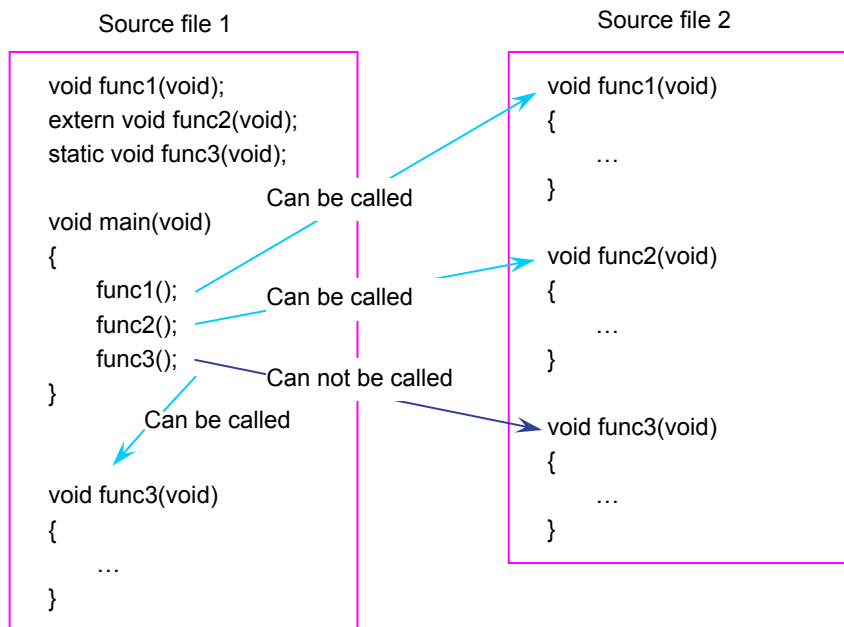 Source file 1
void func1(void);
extern void func2(void);
static void func3(void);
void main(void)
{
func1();
func2();
func3();
}
void func3(void)
{
…
}
Can be called
Can be called
Can not be called
Can be called
Source file 2
void func1(void)
{
…
}
void func2(void)
{
…
}
void func3(void)
{
…
}